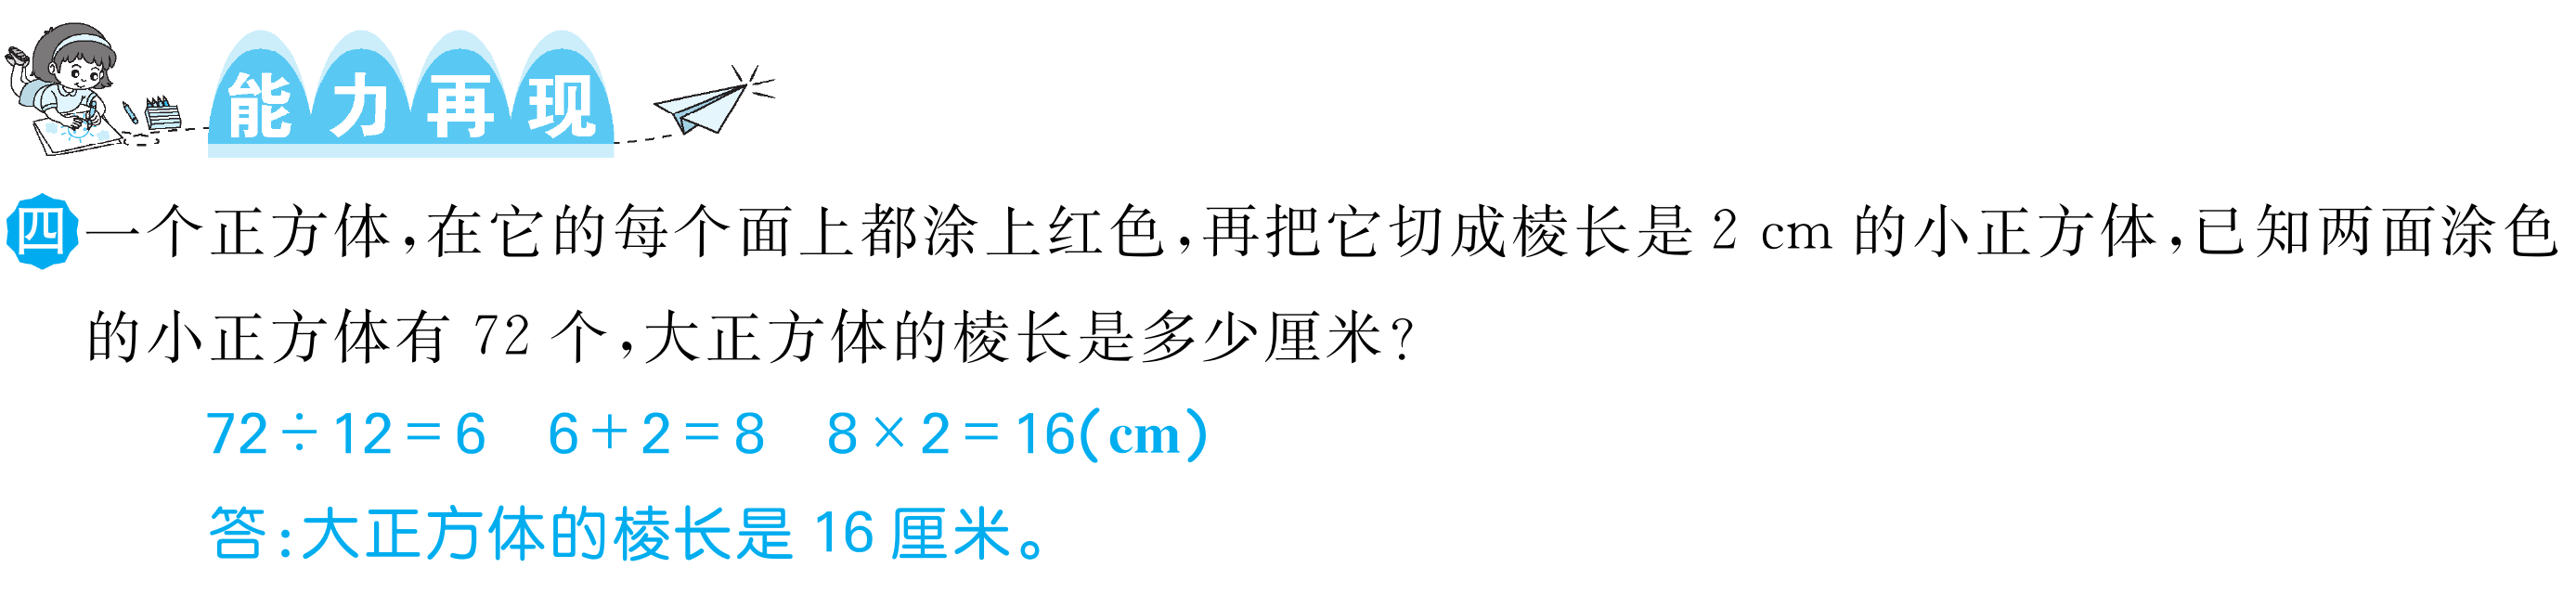 能力再现
四 一个正方体,在它的每个面上都涂上红色,再把它切成棱长是 2 cm 的小正方体,已知两面涂色
的小正方体有 72 个,大正方体的棱长是多少厘米?
72÷12=6 6+2=8 8×2=16(cm)
答:大正方体的棱长是 16 厘米。